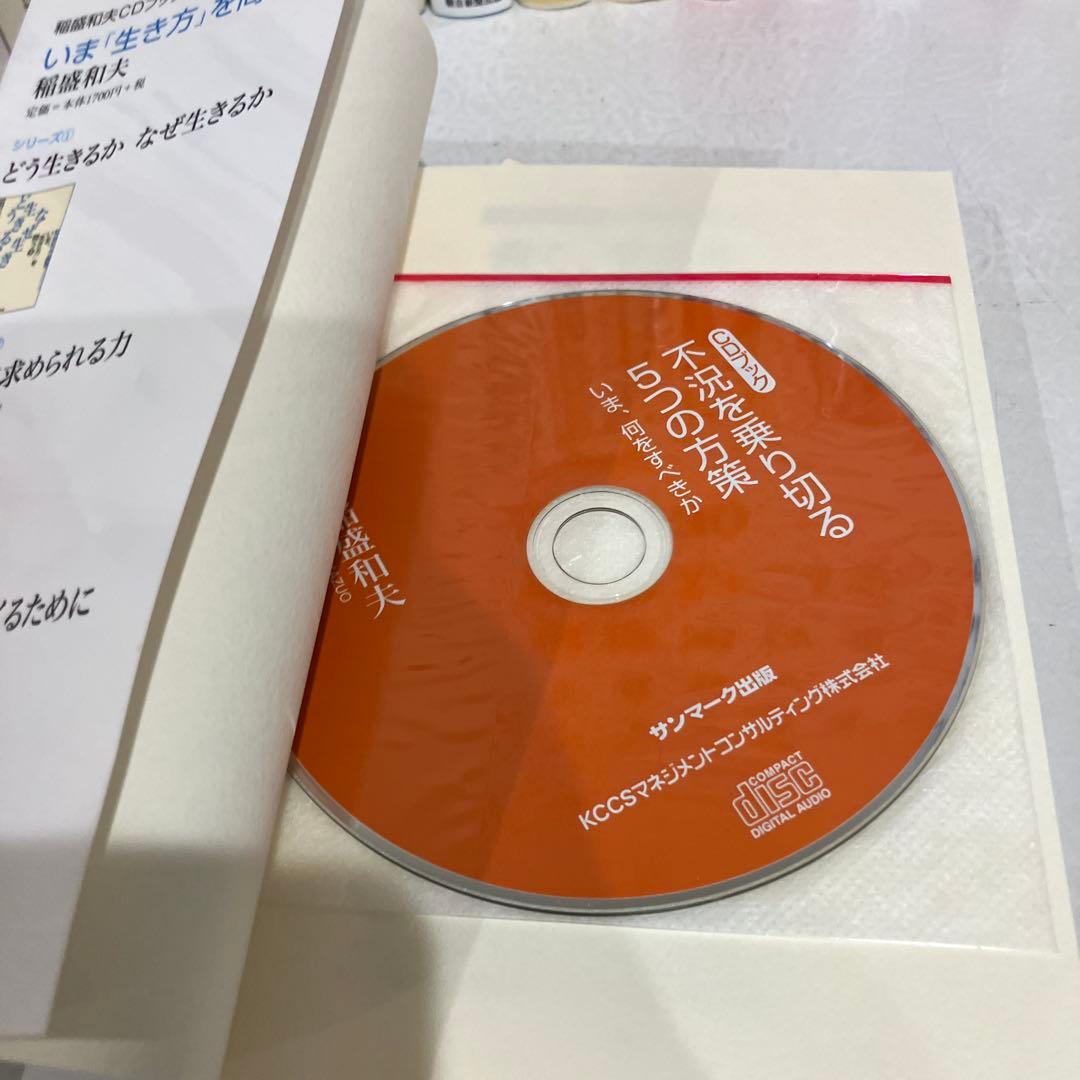 稲盛和夫CDブック
いま「生き方」を
稲盛和夫
定価＝本体1700円＋税
シリーズ①
どう生きるか なぜ生きるか
求められる力
るために
CDブック
不況を乗り切る
5つの方策
いま、何をすべきか
稲盛和夫
サンマーク出版
KCCSマネジメントコンサルティング株式会社
COMPACT
disc
DIGITAL AUDIO